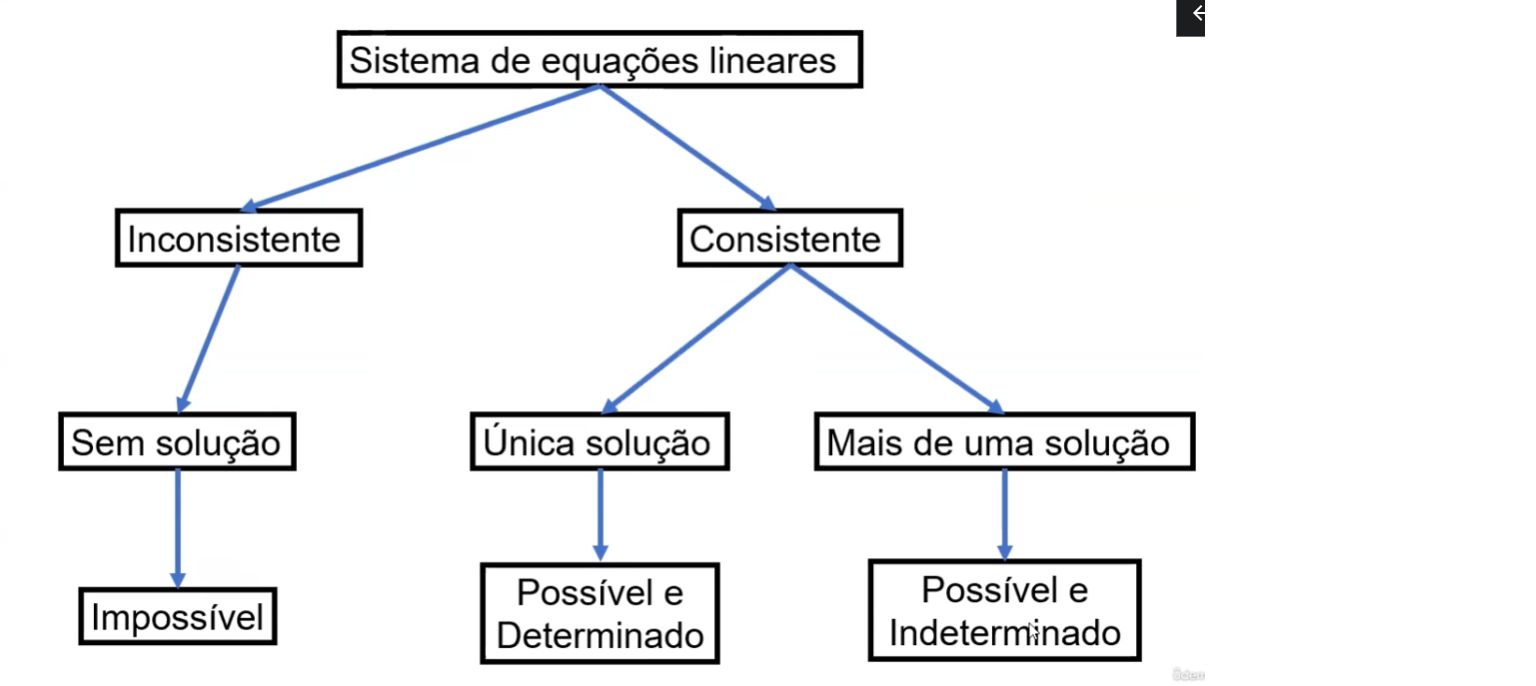 Sistema de equações lineares
Inconsistente
Consistente
Sem solução
Única solução
Mais de uma solução
Impossível
Possível e
Determinado
Possível e
Indeterminado